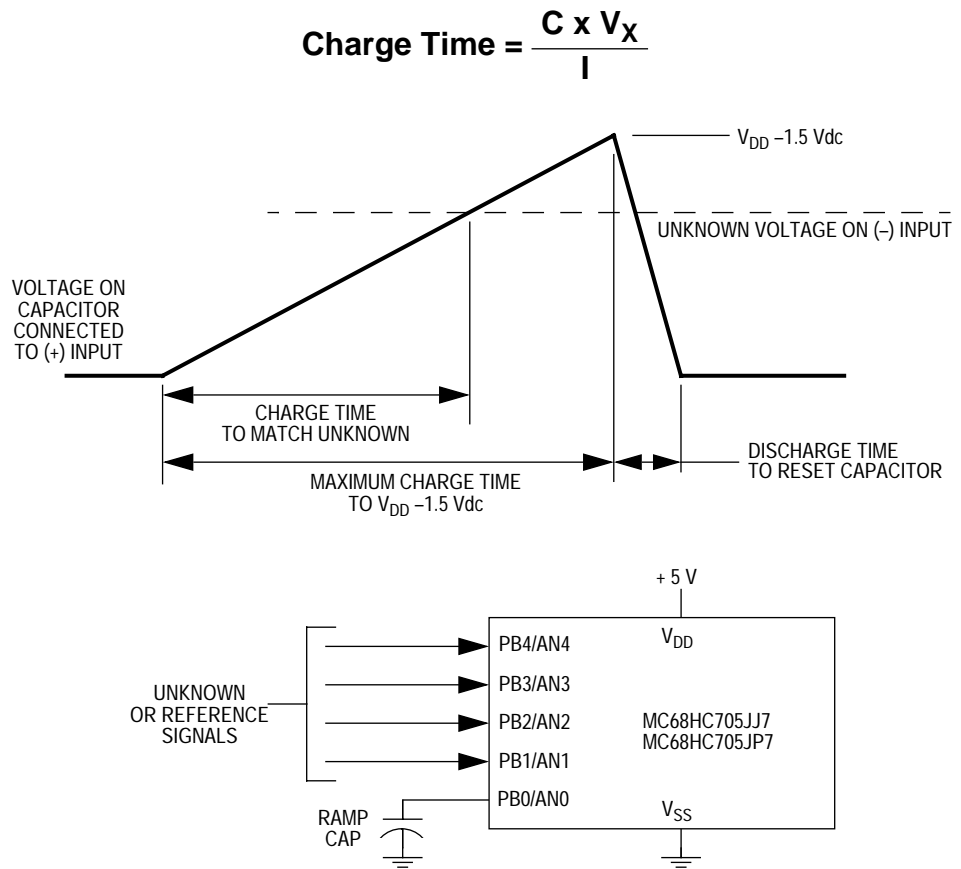 Charge Time = C x VX / I
VDD –1.5 Vdc
UNKNOWN VOLTAGE ON (–) INPUT
VOLTAGE ON
CAPACITOR
CONNECTED
TO (+) INPUT
CHARGE TIME
TO MATCH UNKNOWN
MAXIMUM CHARGE TIME
TO VDD –1.5 Vdc
DISCHARGE TIME
TO RESET CAPACITOR
+ 5 V
VDD
PB4/AN4
PB3/AN3
PB2/AN2
PB1/AN1
PB0/AN0
UNKNOWN
OR REFERENCE
SIGNALS
MC68HC705JJ7
MC68HC705JP7
RAMP
CAP
VSS